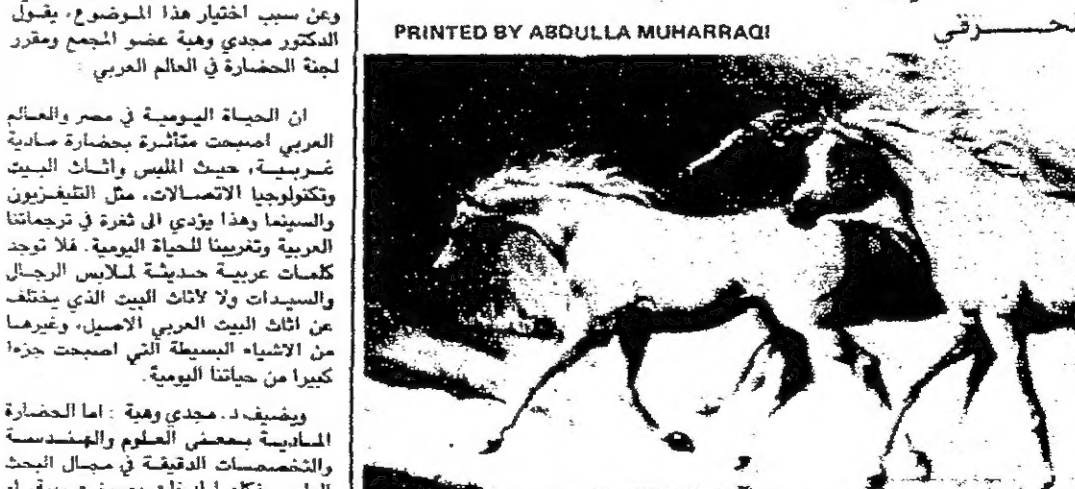 وعن سبب اختيار هذا الموضوع، يقول
الدكتور مجدي وهبة عضو المجمع ومقرر
لجنة الحضارة في العالم العربي :
ان الحياة اليومية في مصر والعالم
العربي اصبحت متأثرة بحضارة مادية
غربية، حيث الملبس واثاث البيت
وتكنولوجيا الاتصالات، مثل التليفزيون
والسينما وهذا يؤدي الى ثغرة في ترجماتنا
العربية وتعريبنا للحياة اليومية. فلا توجد
كلمات عربية حديثة لملابس الرجال
والسيدات ولا لأثاث البيت الذي يختلف
عن اثاث البيت العربي الاصيل، وغيرها
من الاشياء البسيطة التي اصبحت جزءا
كبيرا من حياتنا اليومية.
ويضيف د. مجدي وهبة : اما الحضارة
المادية بمعنى العلوم والهندسة
والتخصصات الدقيقة في مجال البحث
PRINTED BY ABDULLA MUHARRAQI